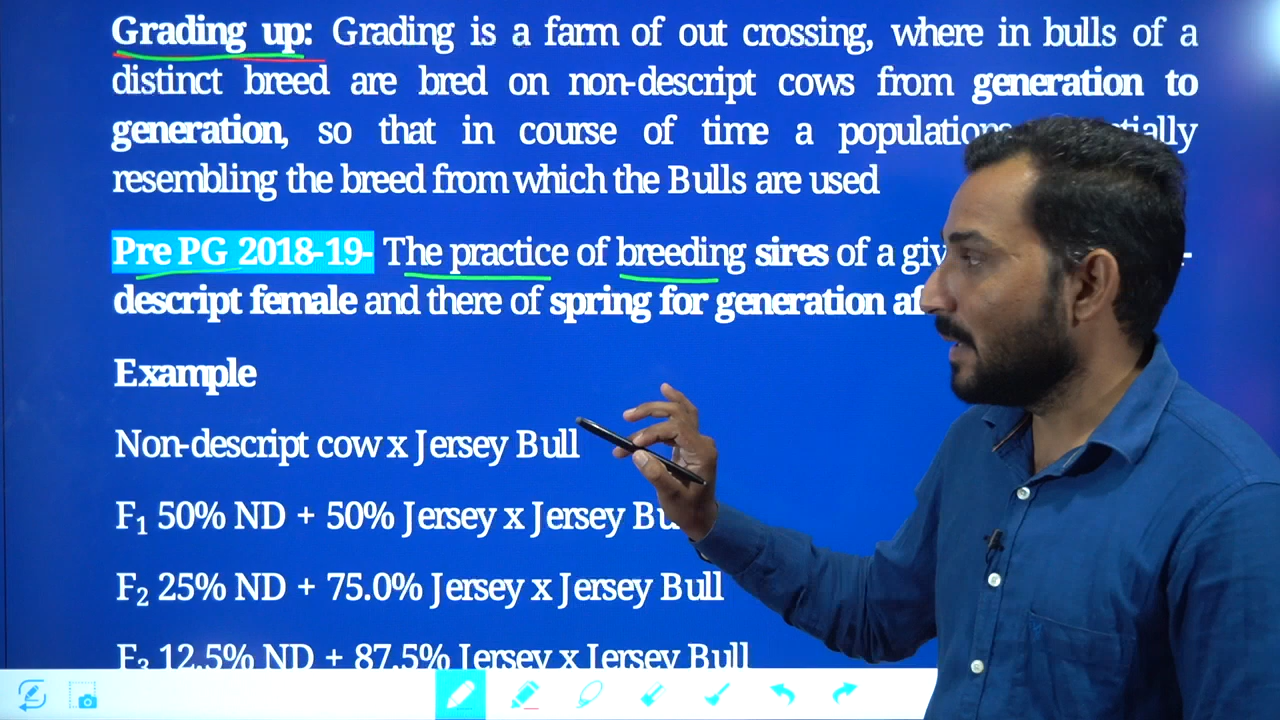 Grading up: Grading is a farm of out crossing, where in bulls of a
distinct breed are bred on non-descript cows from generation to
generation, so that in course of time a population
resembling the breed from which the Bulls are used
Pre PG 2018-19- The practice of breeding sires of a
descript female and there of spring for generation
Example
Non-descript cow x Jersey Bull
F₁ 50% ND + 50% Jersey x Jersey
F₂ 25% ND + 75.0% Jersey x Jersey Bull
F₃ 12.5% ND + 87.5% Jersey x Jersey Bull